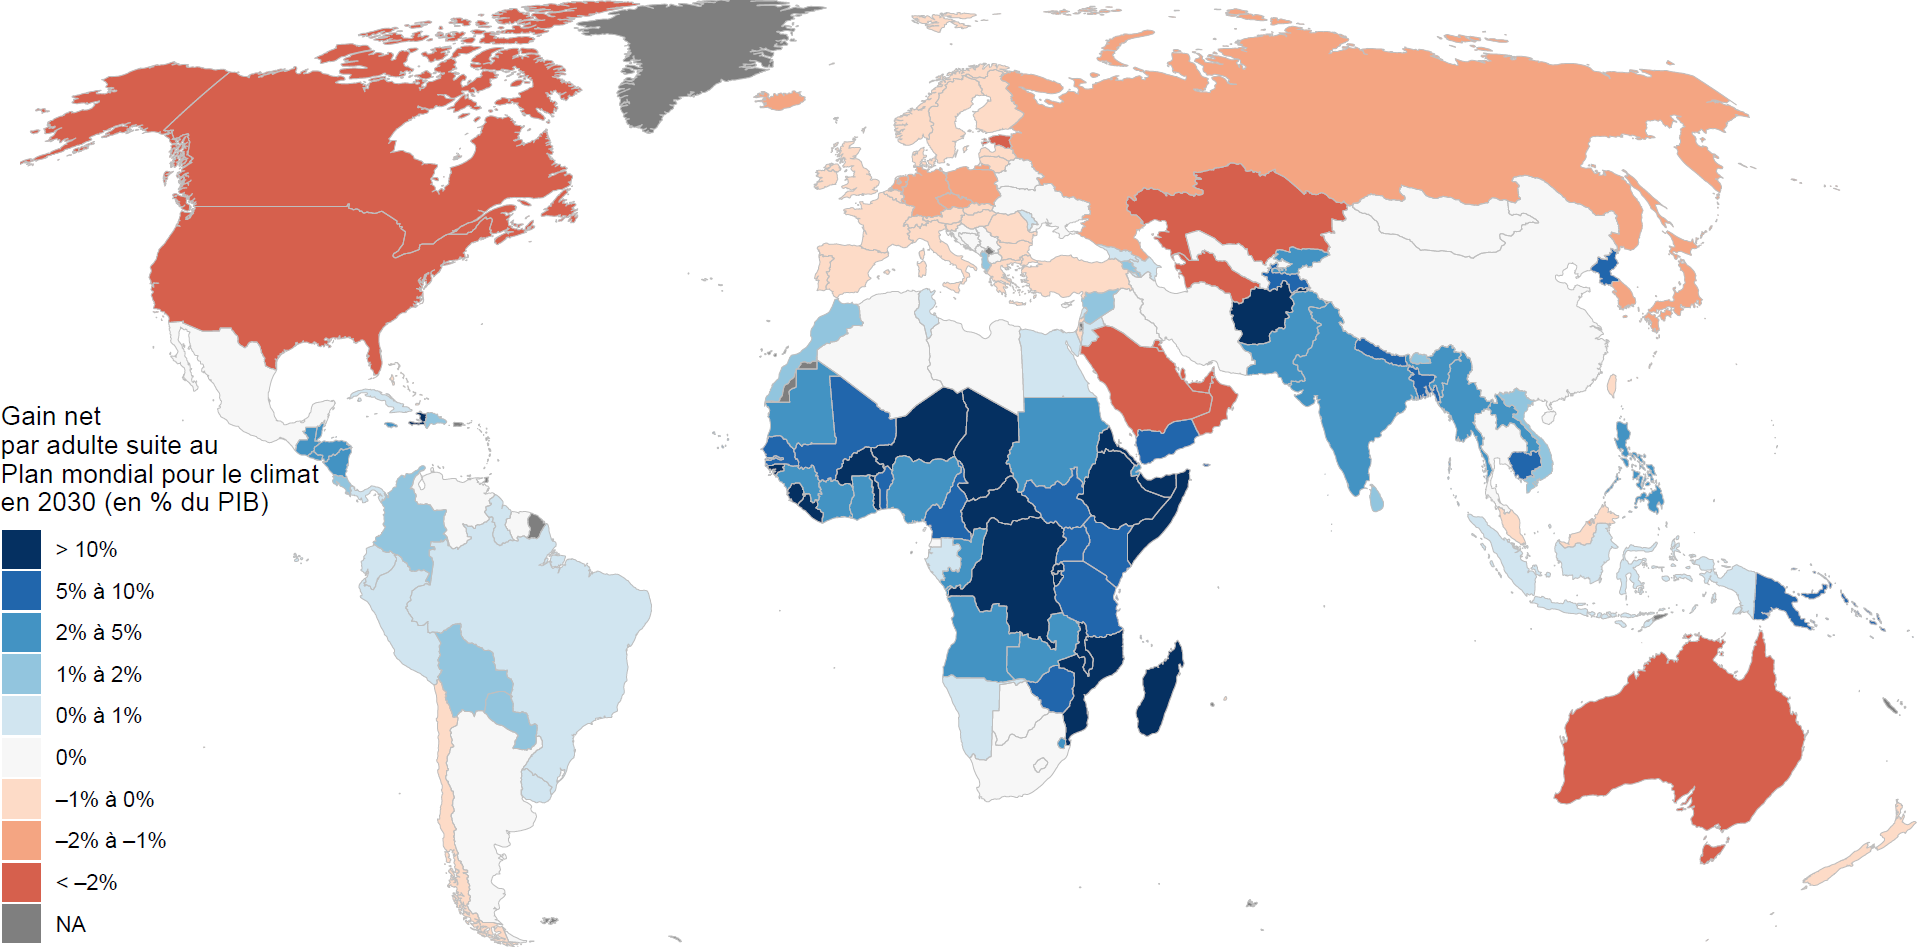 Gain net
par adulte suite au
Plan mondial pour le climat
en 2030 (en % du PIB)
> 10%
5% à 10%
2% à 5%
1% à 2%
0% à 1%
0%
–1% à 0%
–2% à –1%
< –2%
NA